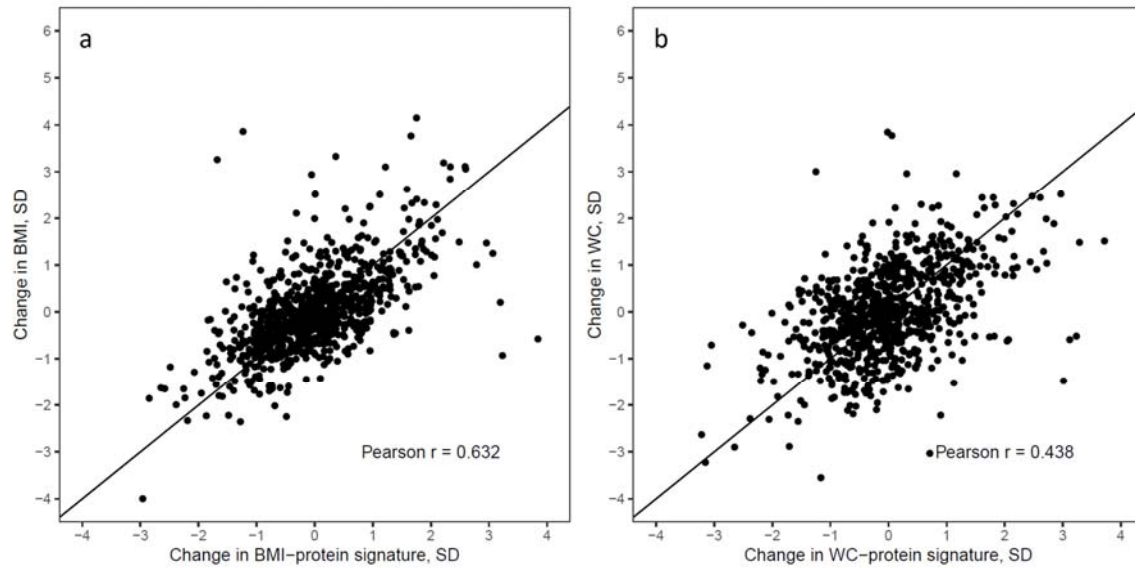 a
6
5
4
3
2
1
0
−1
−2
−3
−4
Change in BMI, SD
Pearson r = 0.632
−4 −3 −2 −1 0 1 2 3 4
Change in BMI−protein signature, SD
b
6
5
4
3
2
1
0
−1
−2
−3
−4
Change in WC, SD
Pearson r = 0.438
−4 −3 −2 −1 0 1 2 3 4
Change in WC−protein signature, SD